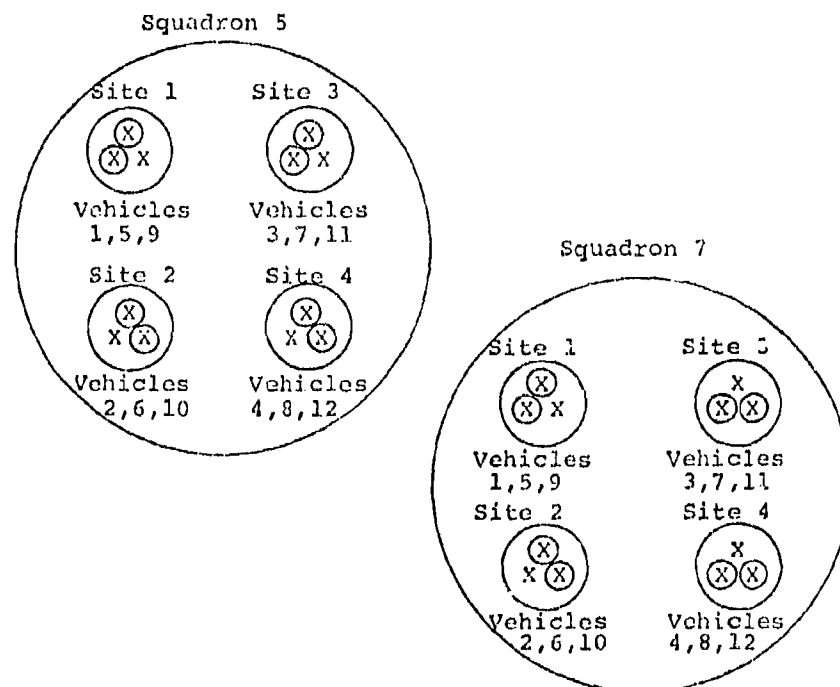 Squadron 5
Site 1
X
X X
Vehicles
1,5,9
Site 3
X
X X
Vehicles
3,7,11
Site 2
X
X X
Vehicles
2,6,10
Site 4
X
X X
Vehicles
4,8,12
Squadron 7
Site 1
X
X X
Vehicles
1,5,9
Site 3
X
X X
Vehicles
3,7,11
Site 2
X
X X
Vehicles
2,6,10
Site 4
X
X X
Vehicles
4,8,12